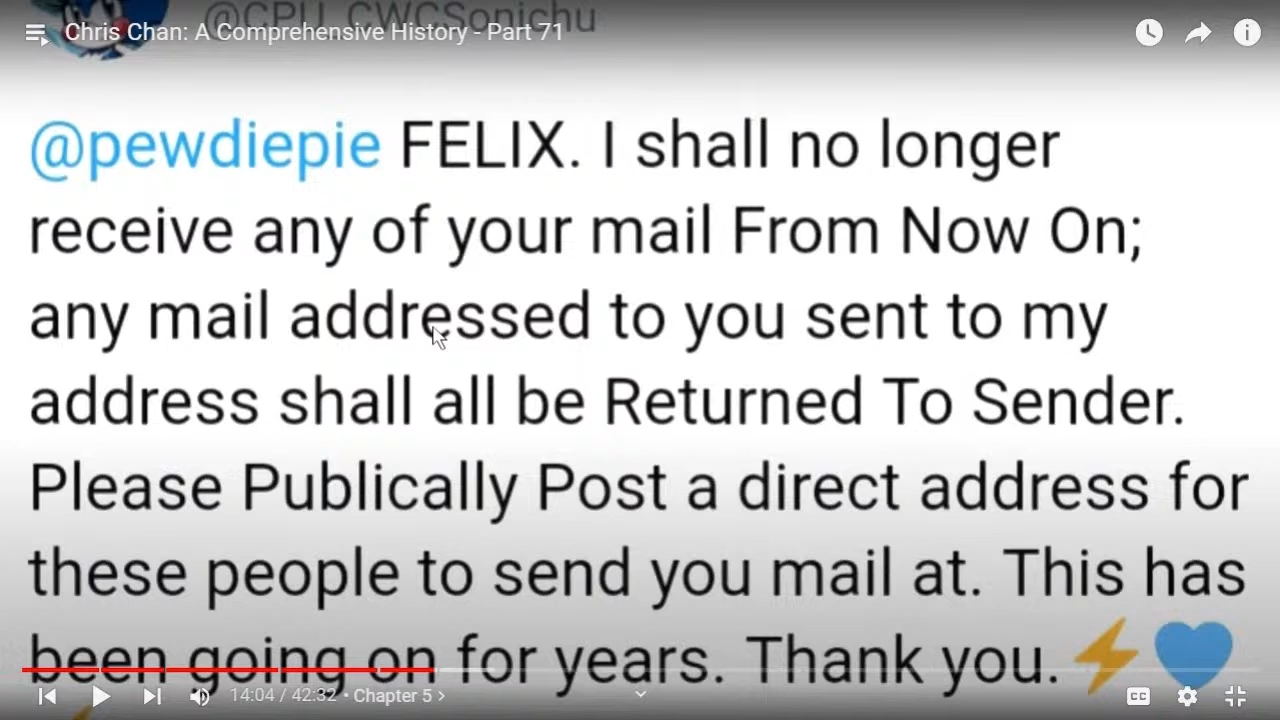 @CPU_CWCSonichu
Chris Chan: A Comprehensive History - Part 71
@pewdiepie FELIX. I shall no longer
receive any of your mail From Now On;
any mail addressed to you sent to my
address shall all be Returned To Sender.
Please Publically Post a direct address for
these people to send you mail at. This has
been going on for years. Thank you.⚡💙
14:04 / 42:32 • Chapter 5 >
CC